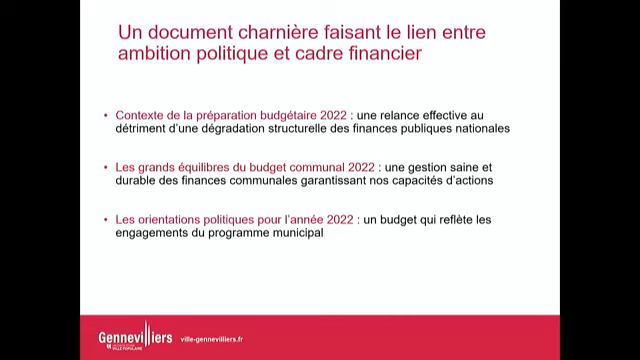 Un document charnière faisant le lien entre
ambition politique et cadre financier
• Contexte de la préparation budgétaire 2022 : une relance effective au
détriment d’une dégradation structurelle des finances publiques nationales
• Les grands équilibres du budget communal 2022 : une gestion saine et
durable des finances communales garantissant nos capacités d’actions
• Les orientations politiques pour l’année 2022 : un budget qui reflète les
engagements du programme municipal
Gennevilliers
VILLE POPULAIRE
ville-gennevilliers.fr